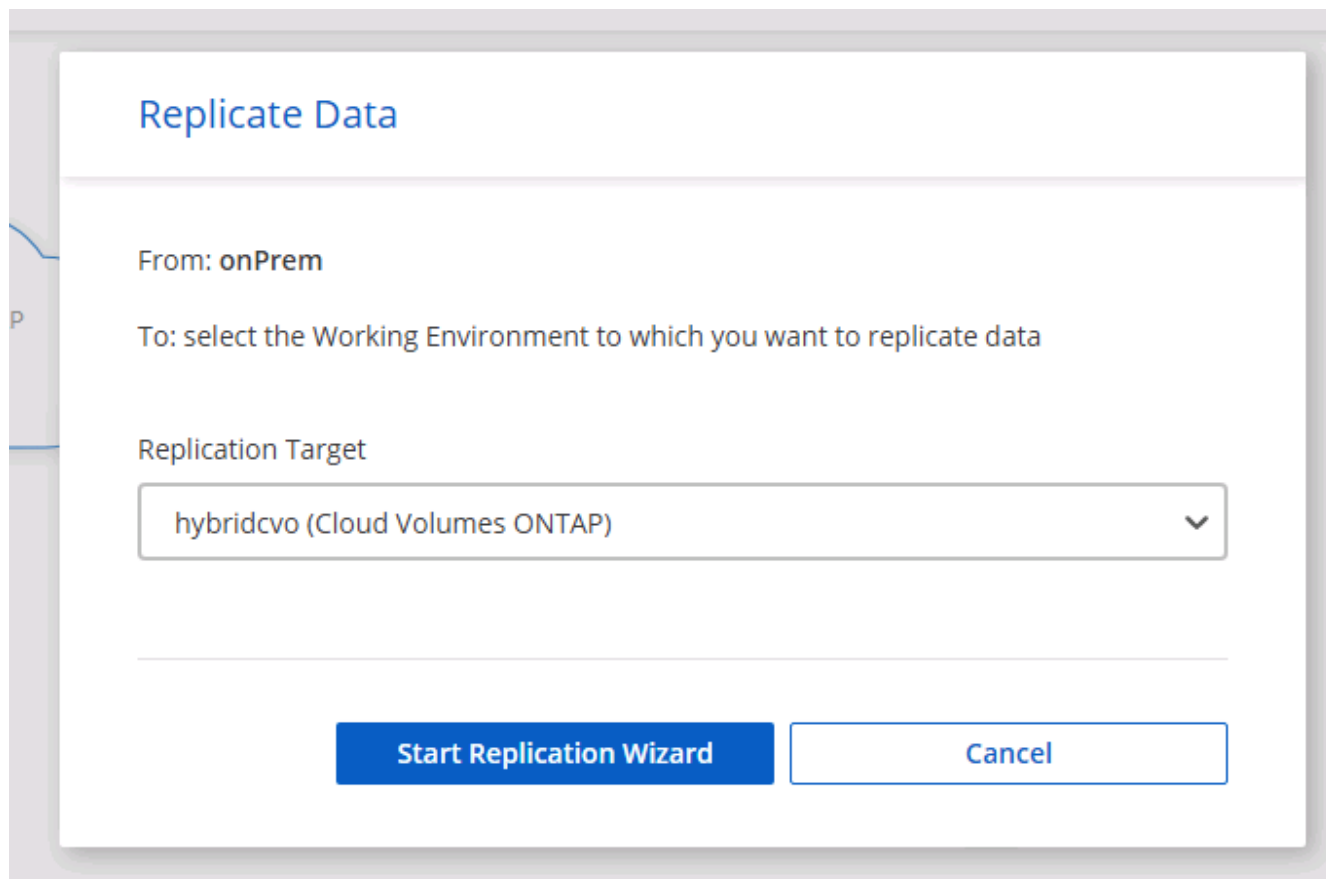 Replicate Data
From: onPrem
P
To: select the Working Environment to which you want to replicate data
Replication Target
hybridcvo (Cloud Volumes ONTAP)
Start Replication Wizard
Cancel